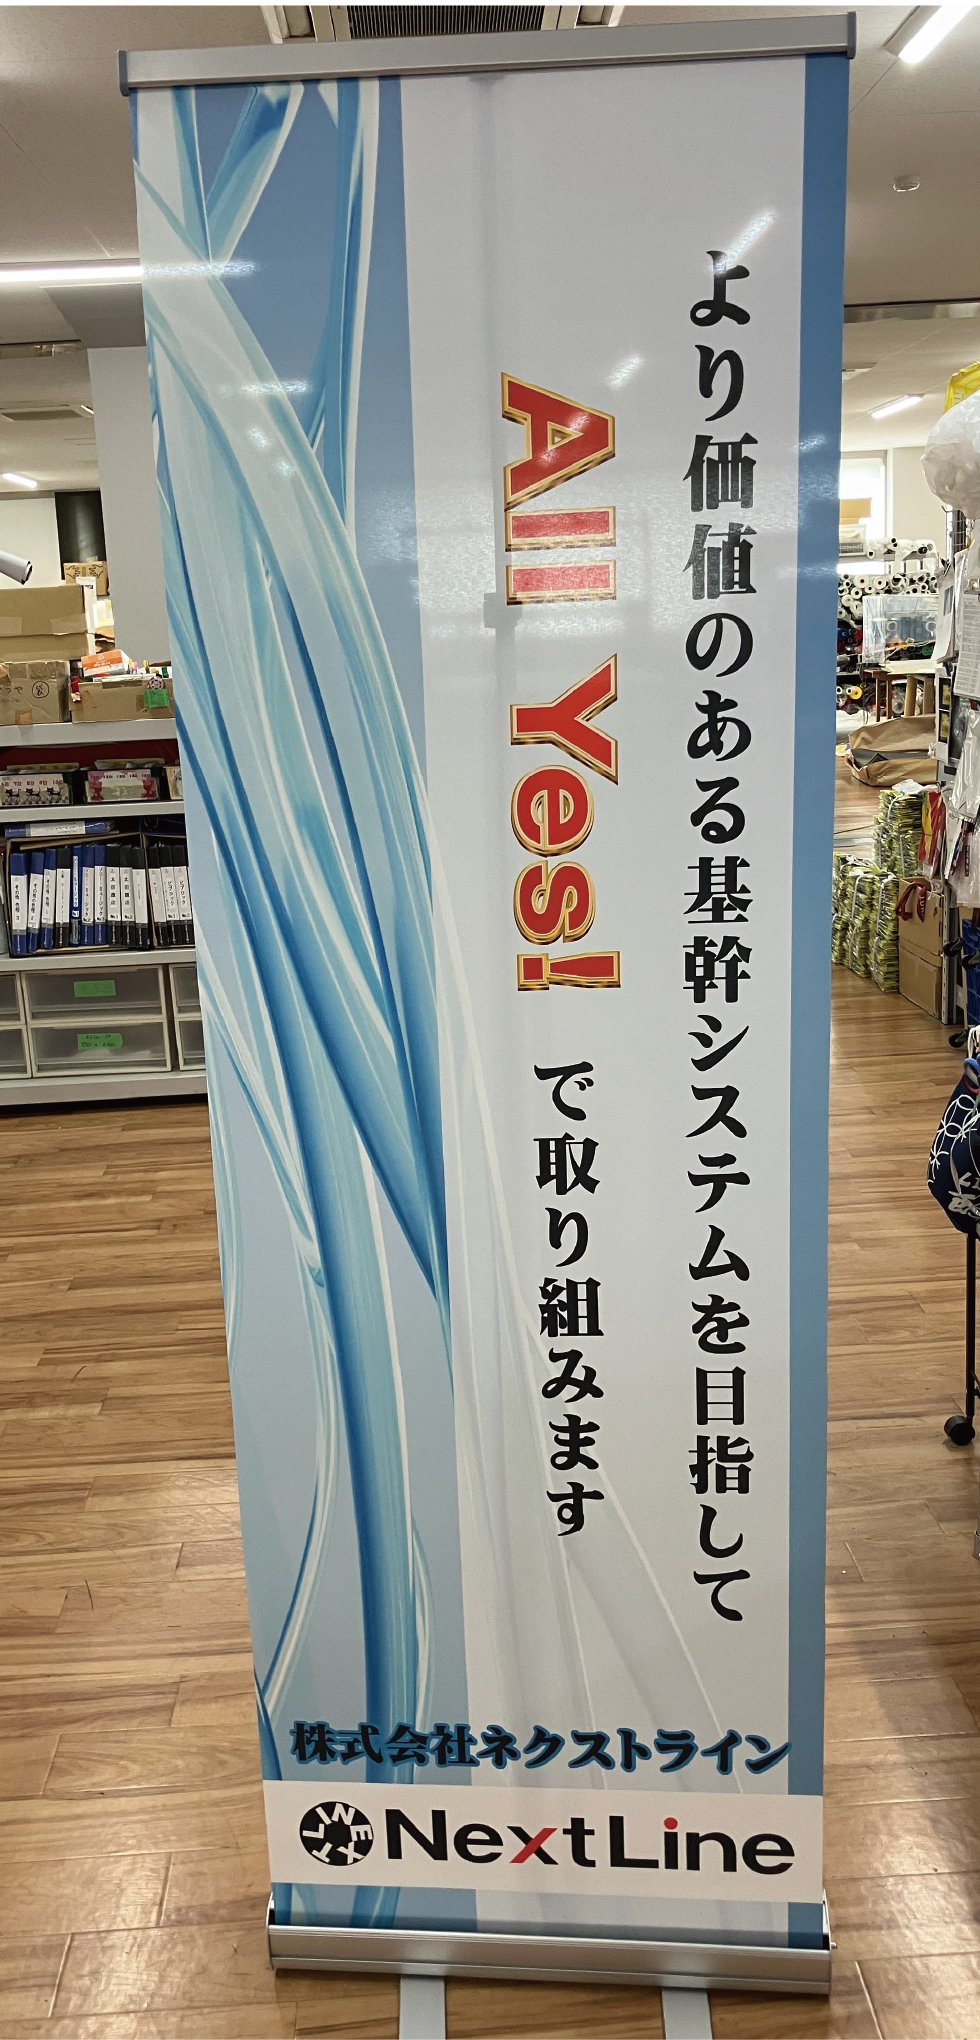 より価値のある基幹システムを目指して
All Yes! で取り組みます
株式会社ネクストライン
NEXT LINE
NextLine